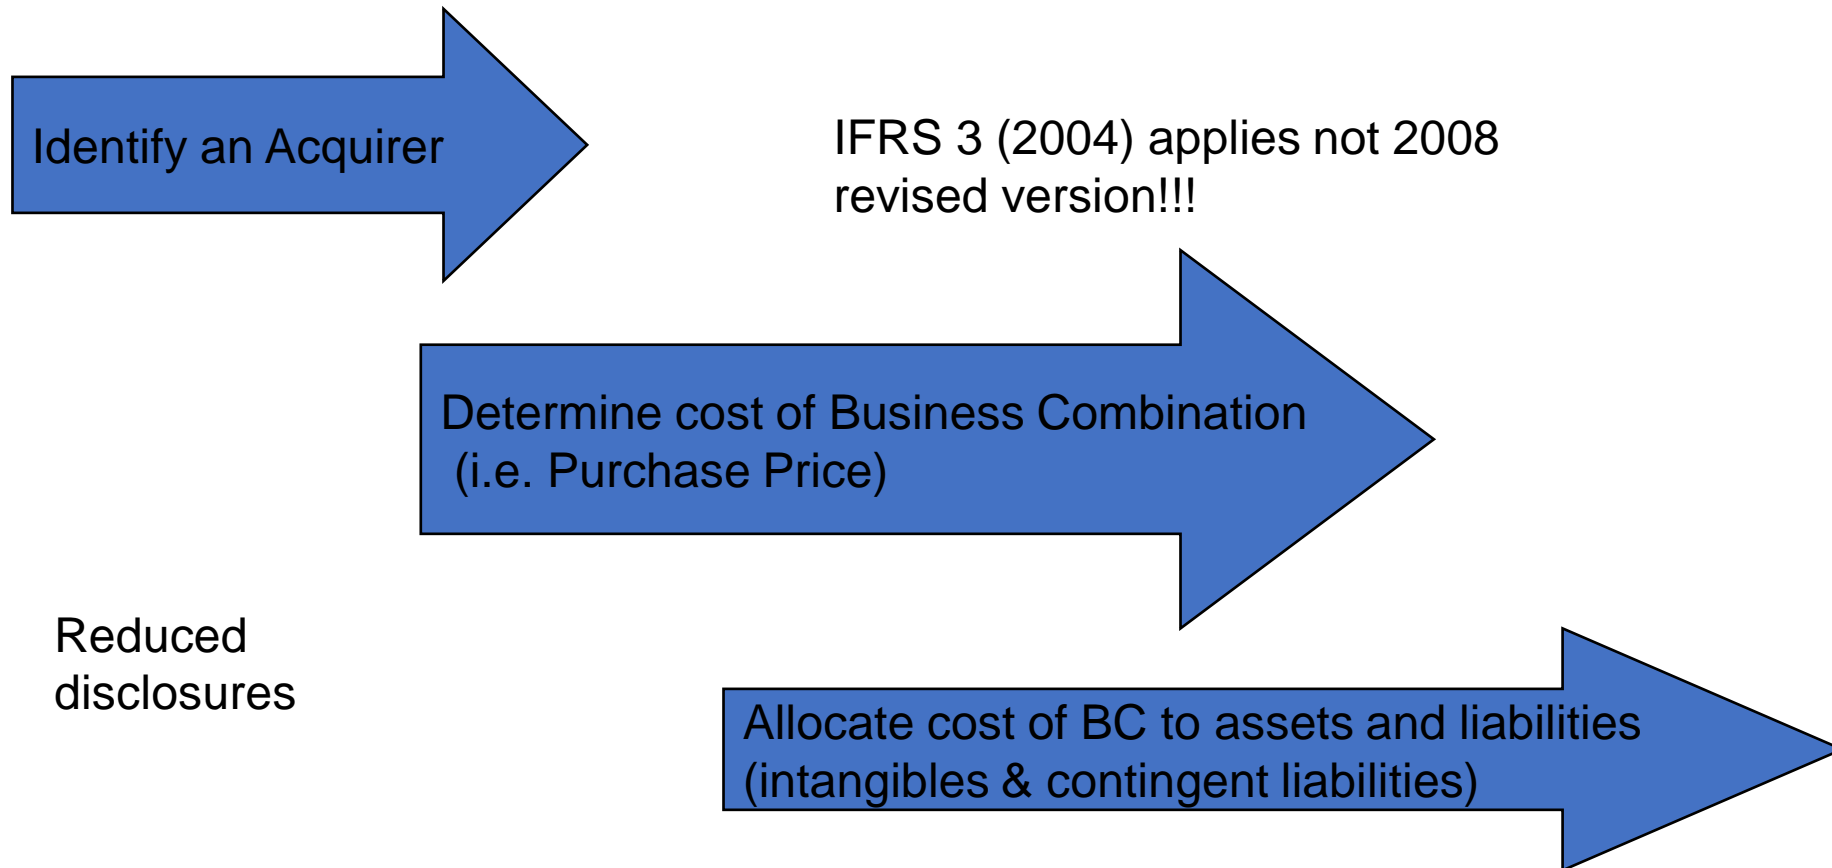 Identify an Acquirer
IFRS 3 (2004) applies not 2008
revised version!!!
Determine cost of Business Combination
(i.e. Purchase Price)
Reduced
disclosures
Allocate cost of BC to assets and liabilities
(intangibles & contingent liabilities)